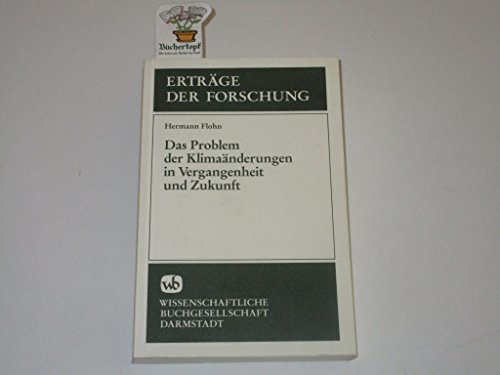 Büchertopf
ERTRÄGE
DER FORSCHUNG
Hermann Flohn
Das Problem
der Klimaänderungen
in Vergangenheit
und Zukunft
wb
WISSENSCHAFTLICHE
BUCHGESELLSCHAFT
DARMSTADT